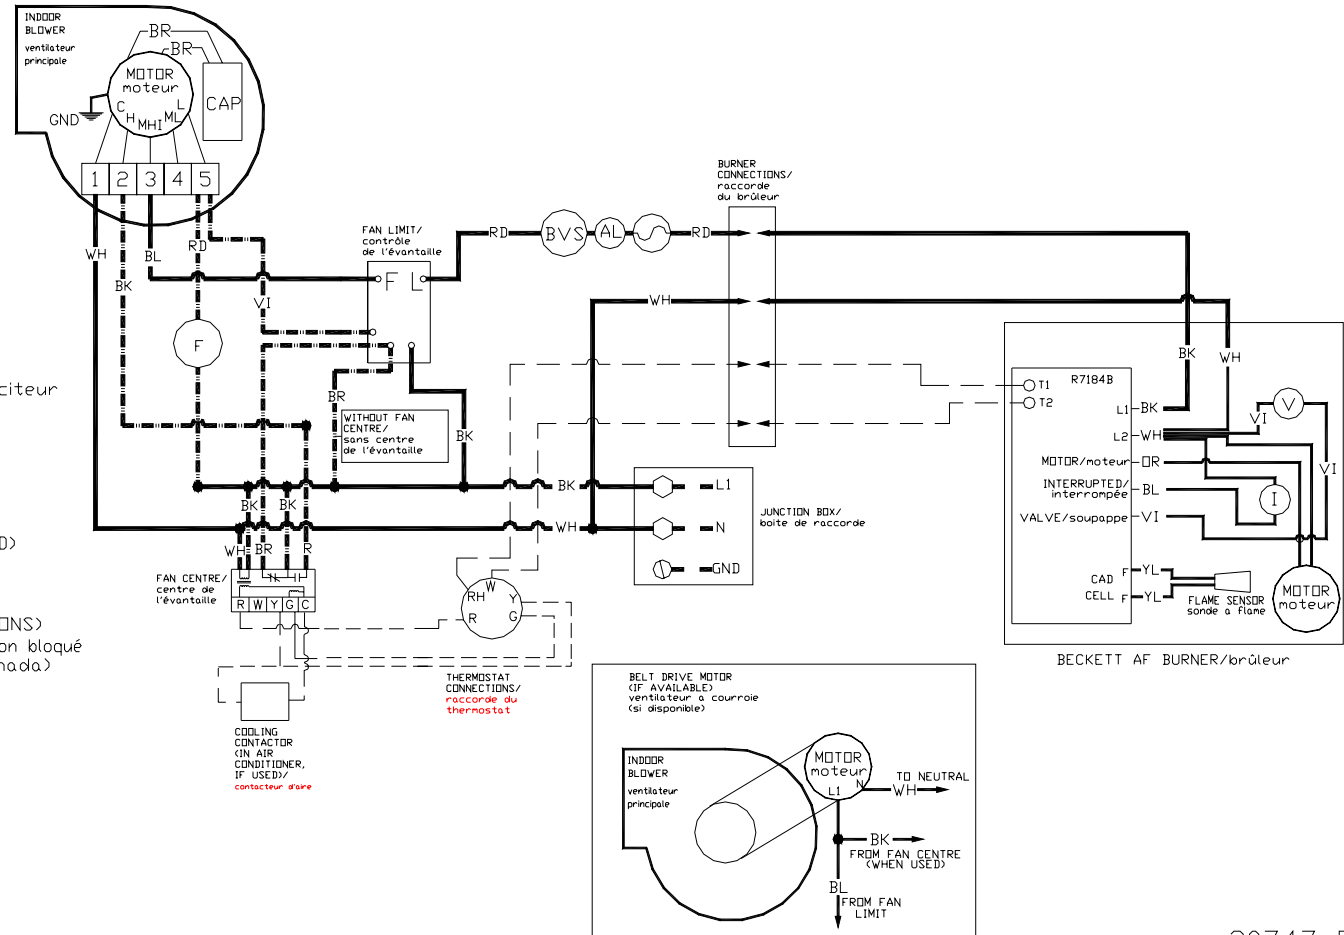 INDOOR
BLOWER
ventilateur
principale
BR
BR
MOTOR
moteur
CAP
C
L
H
MHI
ML
GND
1 2 3 4 5
WH
BK
BL
RD
VI
F
FAN LIMIT/
contrôle
de l'évantaille
F L
RD
BVS
AL
RD
BURNER
CONNECTIONS/
raccorde
du brûleur
WH
BK
WH
citeur
BR
WITHOUT FAN
CENTRE/
sans centre
de l'évantaille
BK
BK
L1
WH
N
GND
JUNCTION BOX/
boite de raccorde
BK
BK
WH
BR
R
D)
FAN CENTRE/
centre de
l'évantaille
R W Y G C
ONS)
on bloqué
nada)
RH
W
Y
R
G
THERMOSTAT
CONNECTIONS/
raccorde du
thermostat
COOLING
CONTACTOR
(IN AIR
CONDITIONER,
IF USED)/
contacteur d'aire
T1
T2
R7184B
L1 BK
L2 WH
MOTOR/moteur OR
INTERRUPTED/
interrompée
BL
VALVE/soupappe VI
V
VI
VI
I
CAD
CELL
F YL
F YL
FLAME SENSOR
sonde a flame
MOTOR
moteur
BECKETT AF BURNER/brûleur
BELT DRIVE MOTOR
(IF AVAILABLE)
ventilateur a courroie
(si disponible)
INDOOR
BLOWER
ventilateur
principale
MOTOR
moteur
L1
N
TO NEUTRAL
WH
BK
FROM FAN CENTRE
(WHEN USED)
BL
FROM FAN
LIMIT